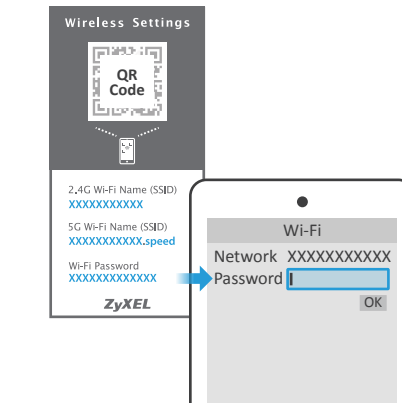 Wireless Settings
QR
Code
2.4G Wi-Fi Name (SSID)
XXXXXXXXXXX
5G Wi-Fi Name (SSID)
XXXXXXXXXXX.speed
Wi-Fi Password
XXXXXXXXXXXXX
ZyXEL
Wi-Fi
Network XXXXXXXXXXX
Password
OK